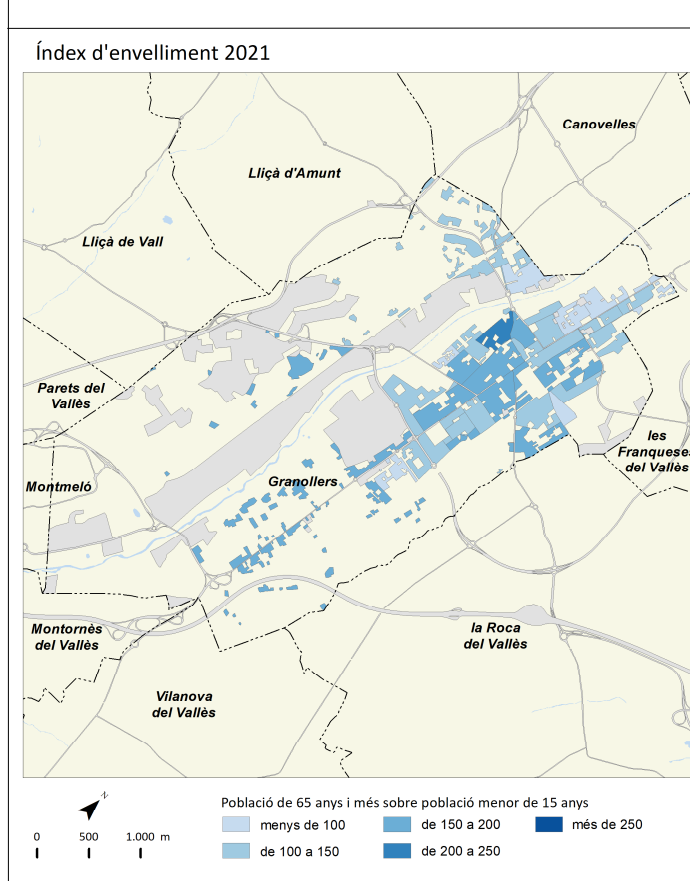 Índex d'envelliment 2021
Canovelles
Lliçà d'Amunt
Lliçà de Vall
Parets del
Vallès
les
Franqueses
del Vallès
Montmeló
Granollers
Montornès
del Vallès
la Roca
del Vallès
Vilanova
del Vallès
N
0 500 1.000 m
Població de 65 anys i més sobre població menor de 15 anys
menys de 100
de 150 a 200
més de 250
de 100 a 150
de 200 a 250